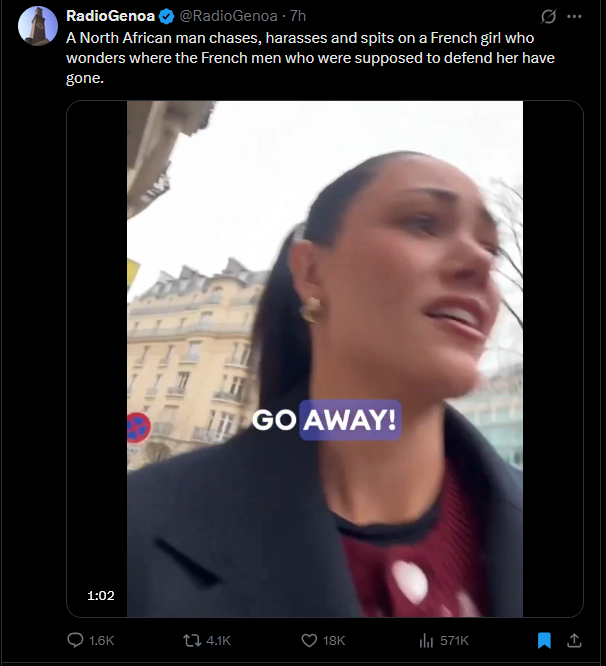 RadioGenoa @RadioGenoa · 7h
A North African man chases, harasses and spits on a French girl who
wonders where the French men who were supposed to defend her have
gone.
GO AWAY!
1:02
1.6K 4.1K 18K 571K